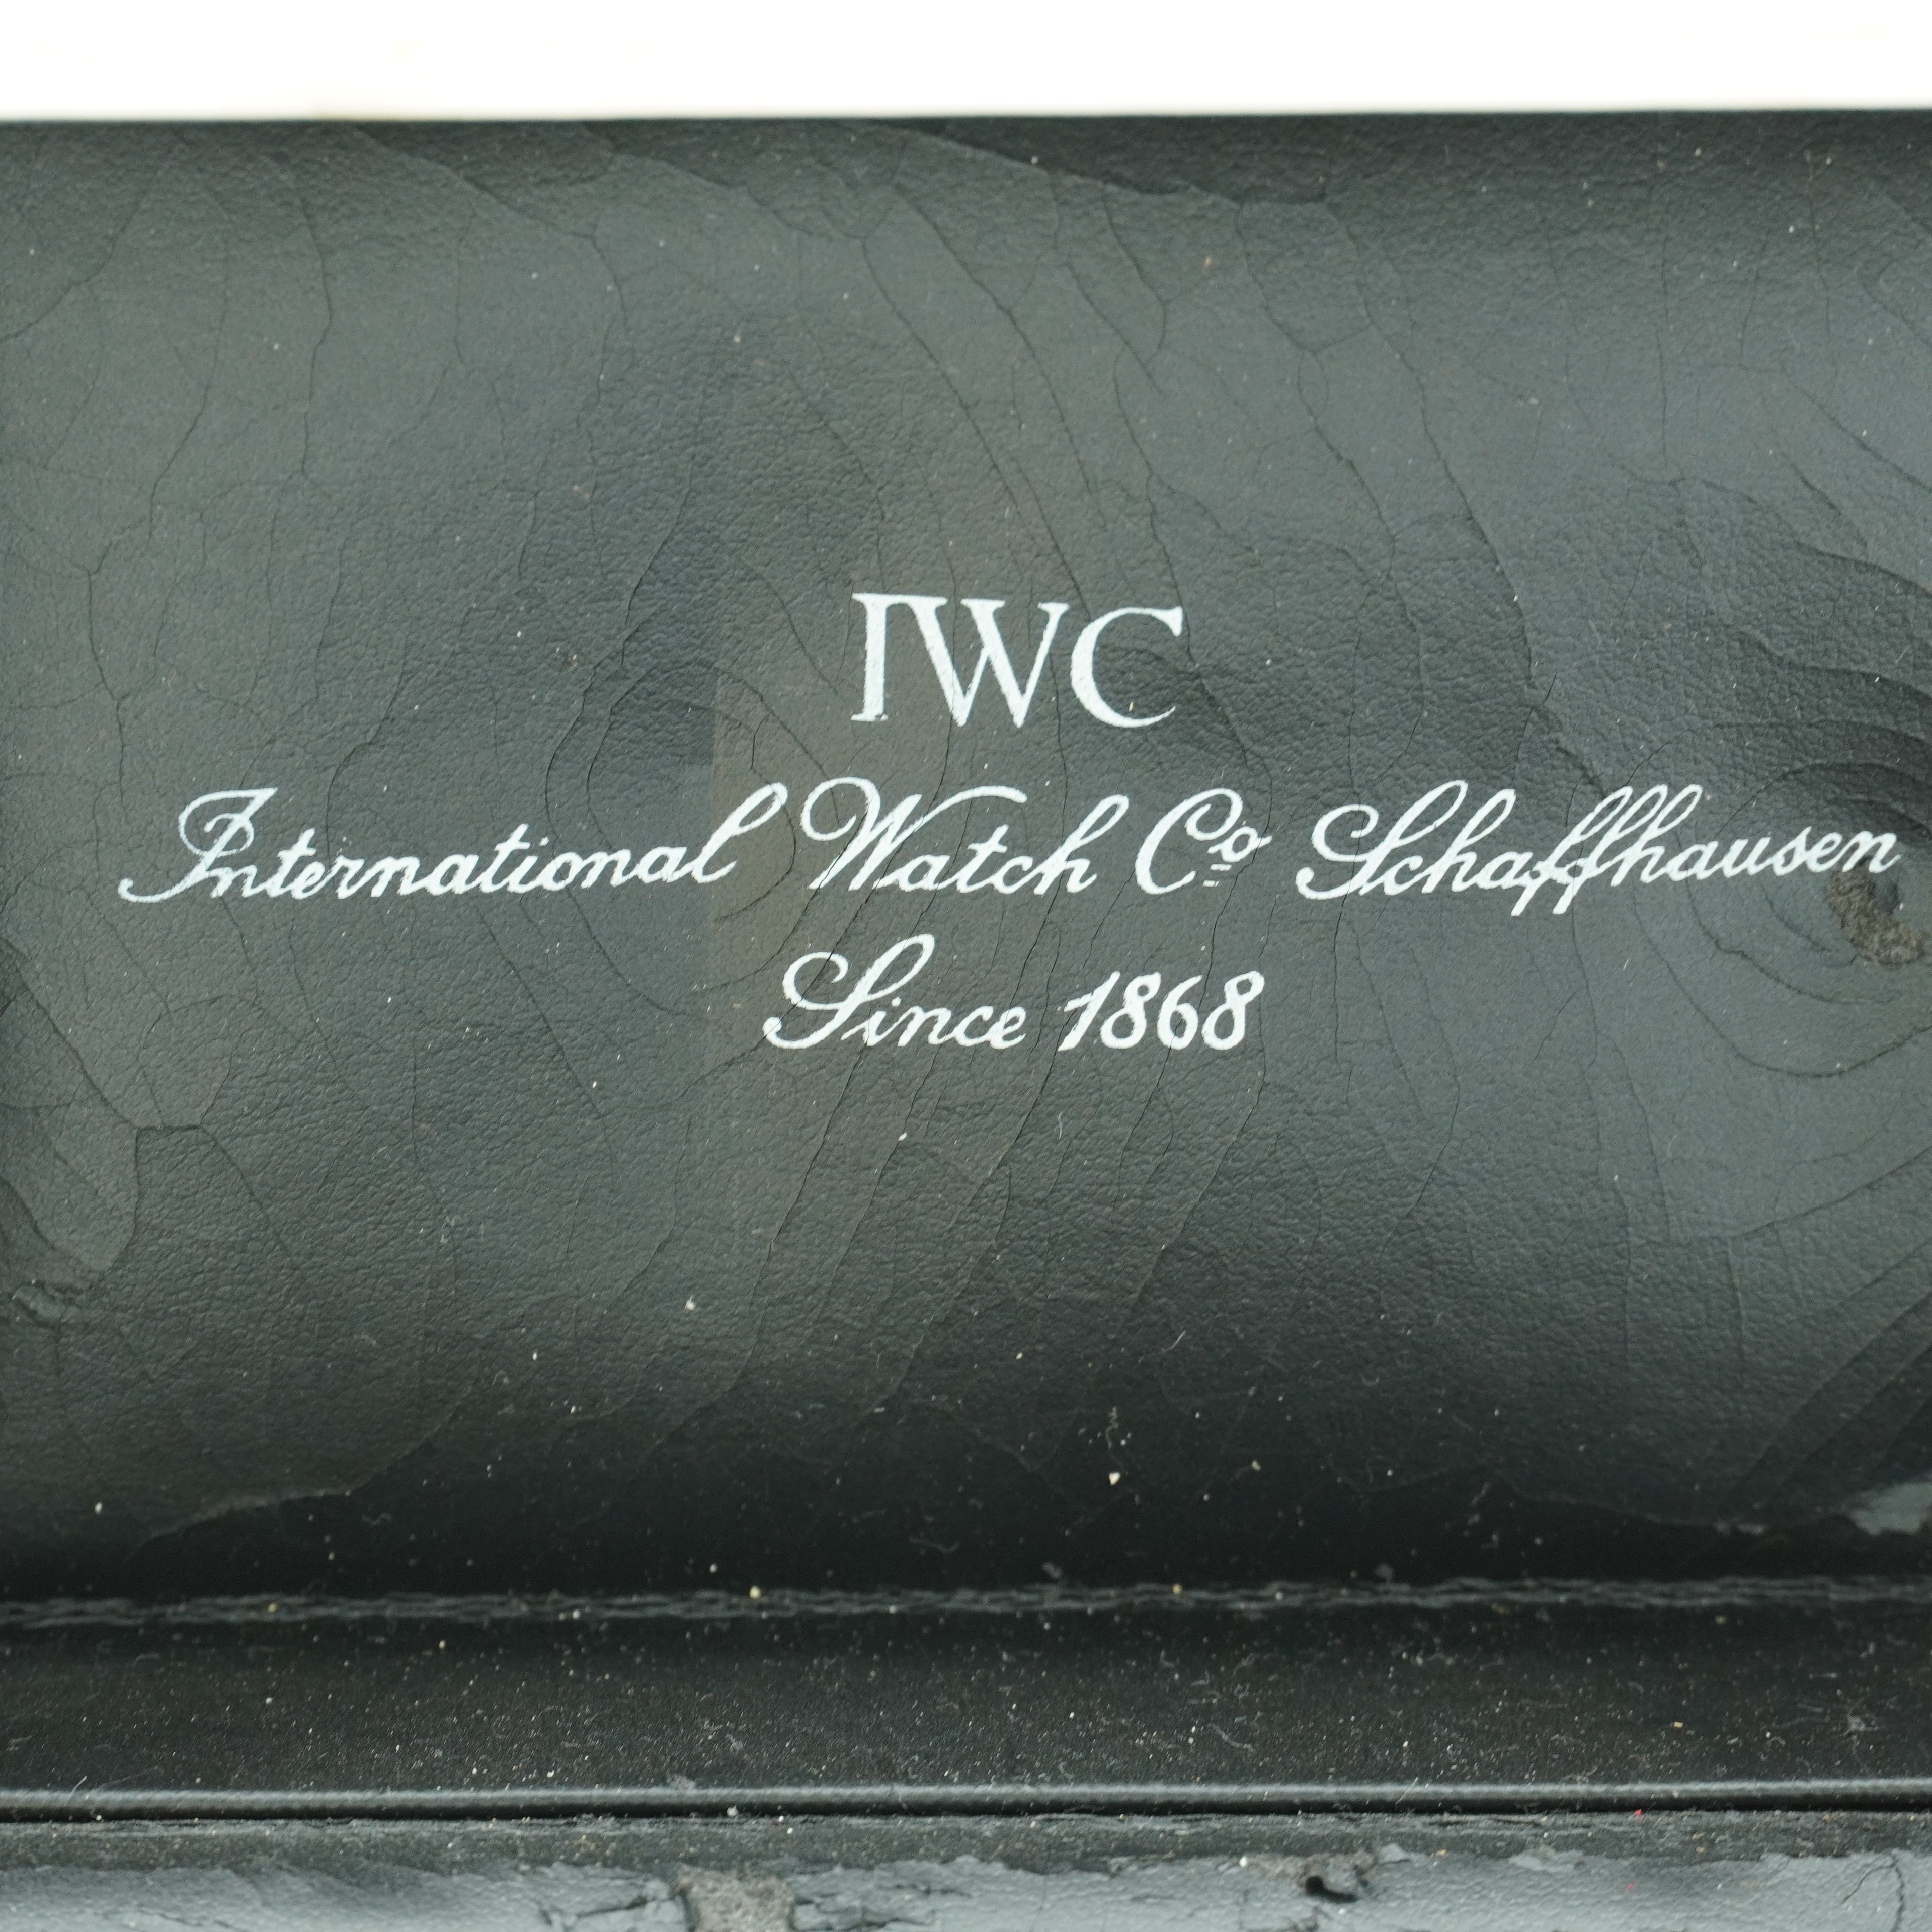 IWC
International Watch Co Schaffhausen
Since 1868